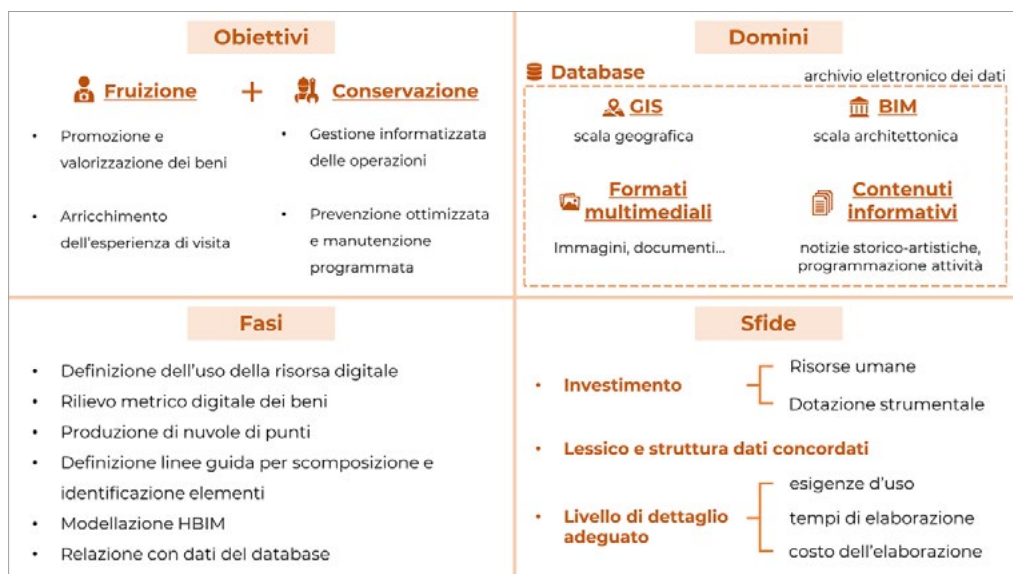 Obiettivi
Fruizione
+
Conservazione
• Promozione e
valorizzazione dei beni
• Arricchimento
dell'esperienza di visita
• Gestione informatizzata
delle operazioni
• Prevenzione ottimizzata
e manutenzione
programmata
Domini
Database
archivio elettronico dei dati
GIS
scala geografica
BIM
scala architettonica
Formati
multimediali
Immagini, documenti...
Contenuti
informativi
notizie storico-artistiche,
programmazione attività
Fasi
• Definizione dell'uso della risorsa digitale
• Rilievo metrico digitale dei beni
• Produzione di nuvole di punti
• Definizione linee guida per scomposizione e
identificazione elementi
• Modellazione HBIM
• Relazione con dati del database
Sfide
• Investimento
Risorse umane
Dotazione strumentale
• Lessico e struttura dati concordati
• Livello di dettaglio
adeguato
esigenze d'uso
tempi di elaborazione
costo dell'elaborazione